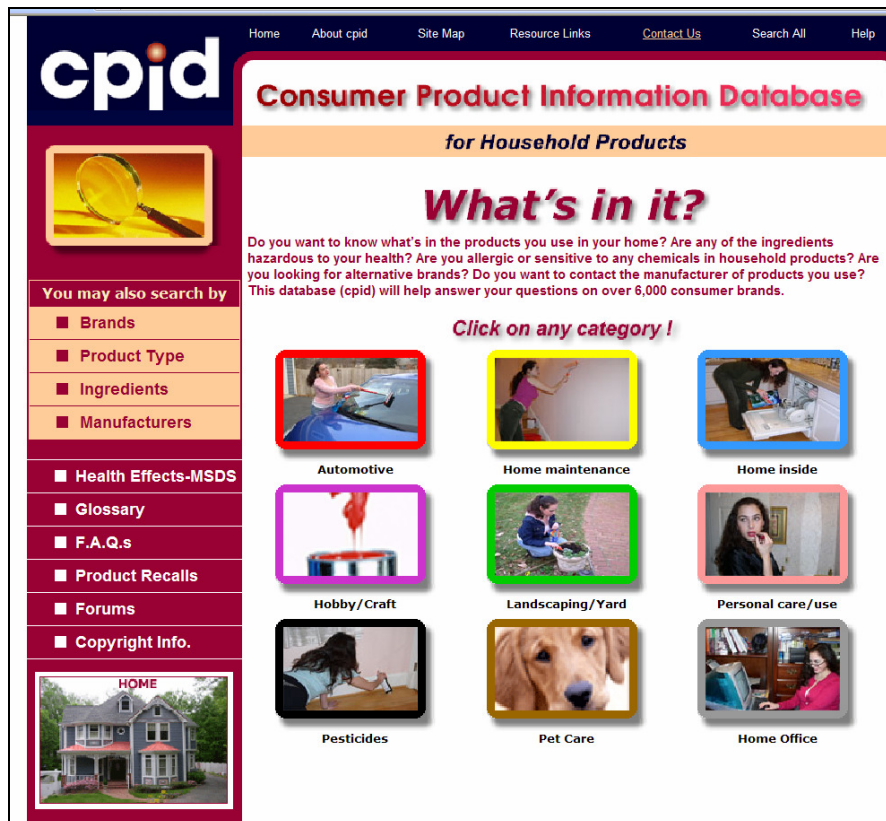 Home About cpid Site Map Resource Links Contact Us Search All Help
cpid
Consumer Product Information Database
for Household Products
What's in it?
Do you want to know what's in the products you use in your home? Are any of the ingredients
hazardous to your health? Are you allergic or sensitive to any chemicals in household products? Are
you looking for alternative brands? Do you want to contact the manufacturer of products you use?
This database (cpid) will help answer your questions on over 6,000 consumer brands.
You may also search by
Brands
Product Type
Ingredients
Manufacturers
Health Effects-MSDS
Glossary
F.A.Q.s
Product Recalls
Forums
Copyright Info.
HOME
Click on any category !
Automotive Home maintenance Home inside
Hobby/Craft Landscaping/Yard Personal care/use
Pesticides Pet Care Home Office